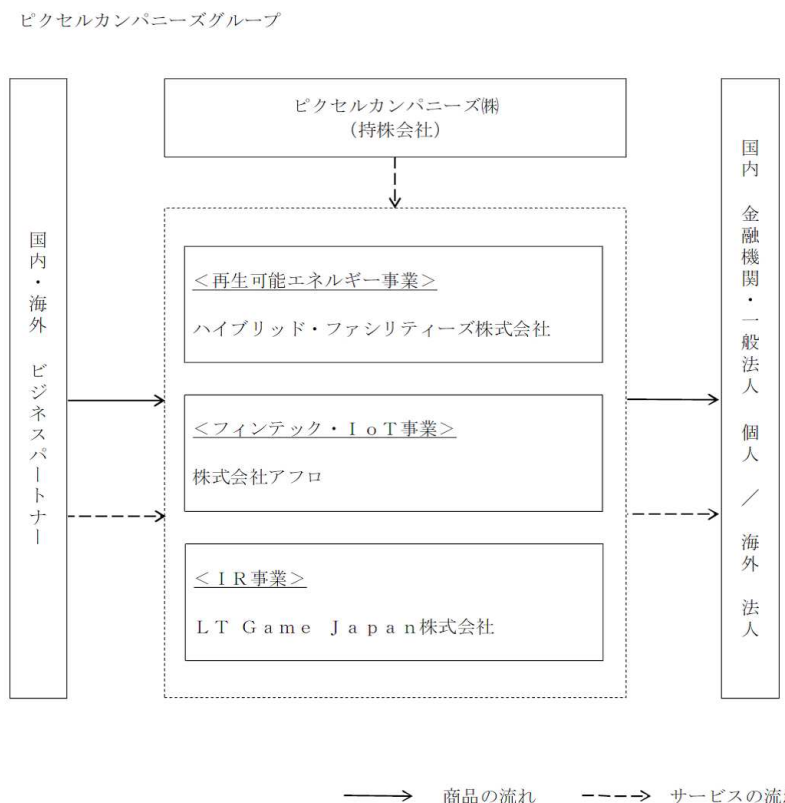 ピクセルカンパニーズグループ
ピクセルカンパニーズ㈱
（持株会社）
国内・海外　ビジネスパートナー
＜再生可能エネルギー事業＞
ハイブリッド・ファシリティーズ株式会社
＜フィンテック・ＩｏＴ事業＞
株式会社アフロ
＜ＩＲ事業＞
ＬＴ　Ｇａｍｅ　Ｊａｐａｎ株式会社
国内　金融機関・一般法人　個人　／　海外　法人
商品の流れ
サービスの流